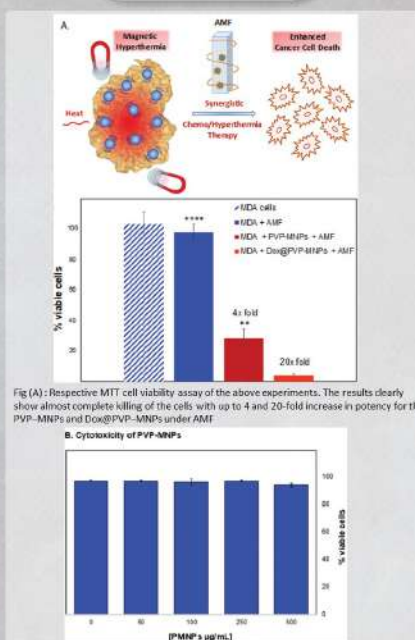 A.
Magnetic
Hyperthermia
AMF
Enhanced
Cancer Cell Death
Heat
Synergistic
Chemo/Hyperthermia
Therapy
MDA cells
MDA + AMF
MDA + PVP-MNPs + AMF
MDA + Dox@PVP-MNPs + AMF
% viable cells
100
80
60
40
20
****
4x fold
**
20x fold
Fig (A) : Respective MTT cell viability assay of the above experiments. The results clearly
show almost complete killing of the cells with up to 4 and 20-fold increase in potency for th
PVP–MNPs and Dox@PVP–MNPs under AMF
B. Cytotoxicity of PVP-MNPs
100
80
60
40
20
0
% viable cells
0
100
250
500
[PMNPs µg/mL]